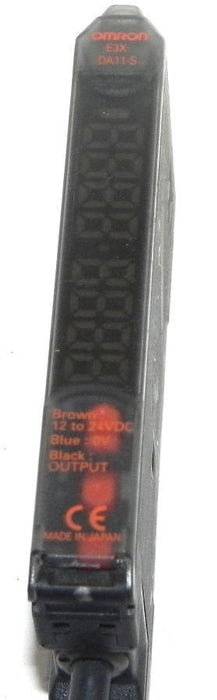 OMRON
E3X-
DA11-S
Brown:
12 to 24VDC
Blue : 0V
Black :
OUTPUT
CE
MADE IN JAPAN